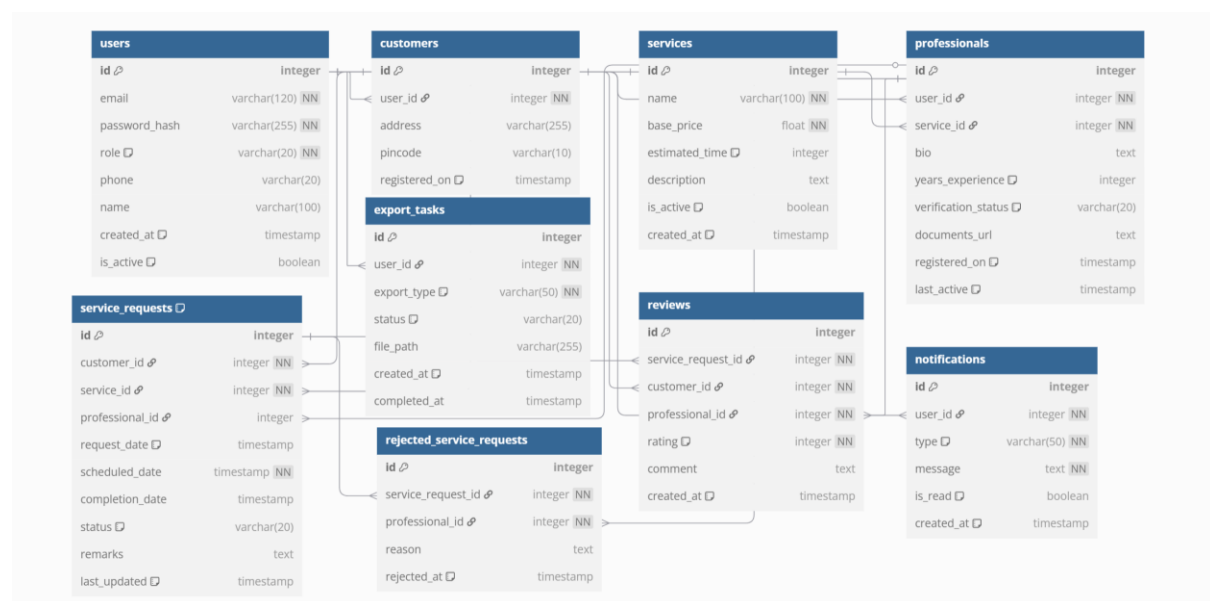 users
id integer
email varchar(120) NN
password_hash varchar(255) NN
role varchar(20) NN
phone varchar(20)
name varchar(100)
created_at timestamp
is_active boolean
customers
id integer
user_id integer NN
address varchar(255)
pincode varchar(10)
registered_on timestamp
services
id integer
name varchar(100) NN
base_price float NN
estimated_time integer
description text
is_active boolean
created_at timestamp
professionals
id integer
user_id integer NN
service_id integer NN
bio text
years_experience integer
verification_status varchar(20)
documents_url text
registered_on timestamp
last_active timestamp
export_tasks
id integer
user_id integer NN
export_type varchar(50) NN
status varchar(20)
file_path varchar(255)
created_at timestamp
completed_at timestamp
service_requests
id integer
customer_id integer NN
service_id integer NN
professional_id integer
request_date timestamp
scheduled_date timestamp NN
completion_date timestamp
status varchar(20)
remarks text
last_updated timestamp
reviews
id integer
service_request_id integer NN
customer_id integer NN
professional_id integer NN
rating integer NN
comment text
created_at timestamp
notifications
id integer
user_id integer NN
type varchar(50) NN
message text NN
is_read boolean
created_at timestamp
rejected_service_requests
id integer
service_request_id integer NN
professional_id integer NN
reason text
rejected_at timestamp